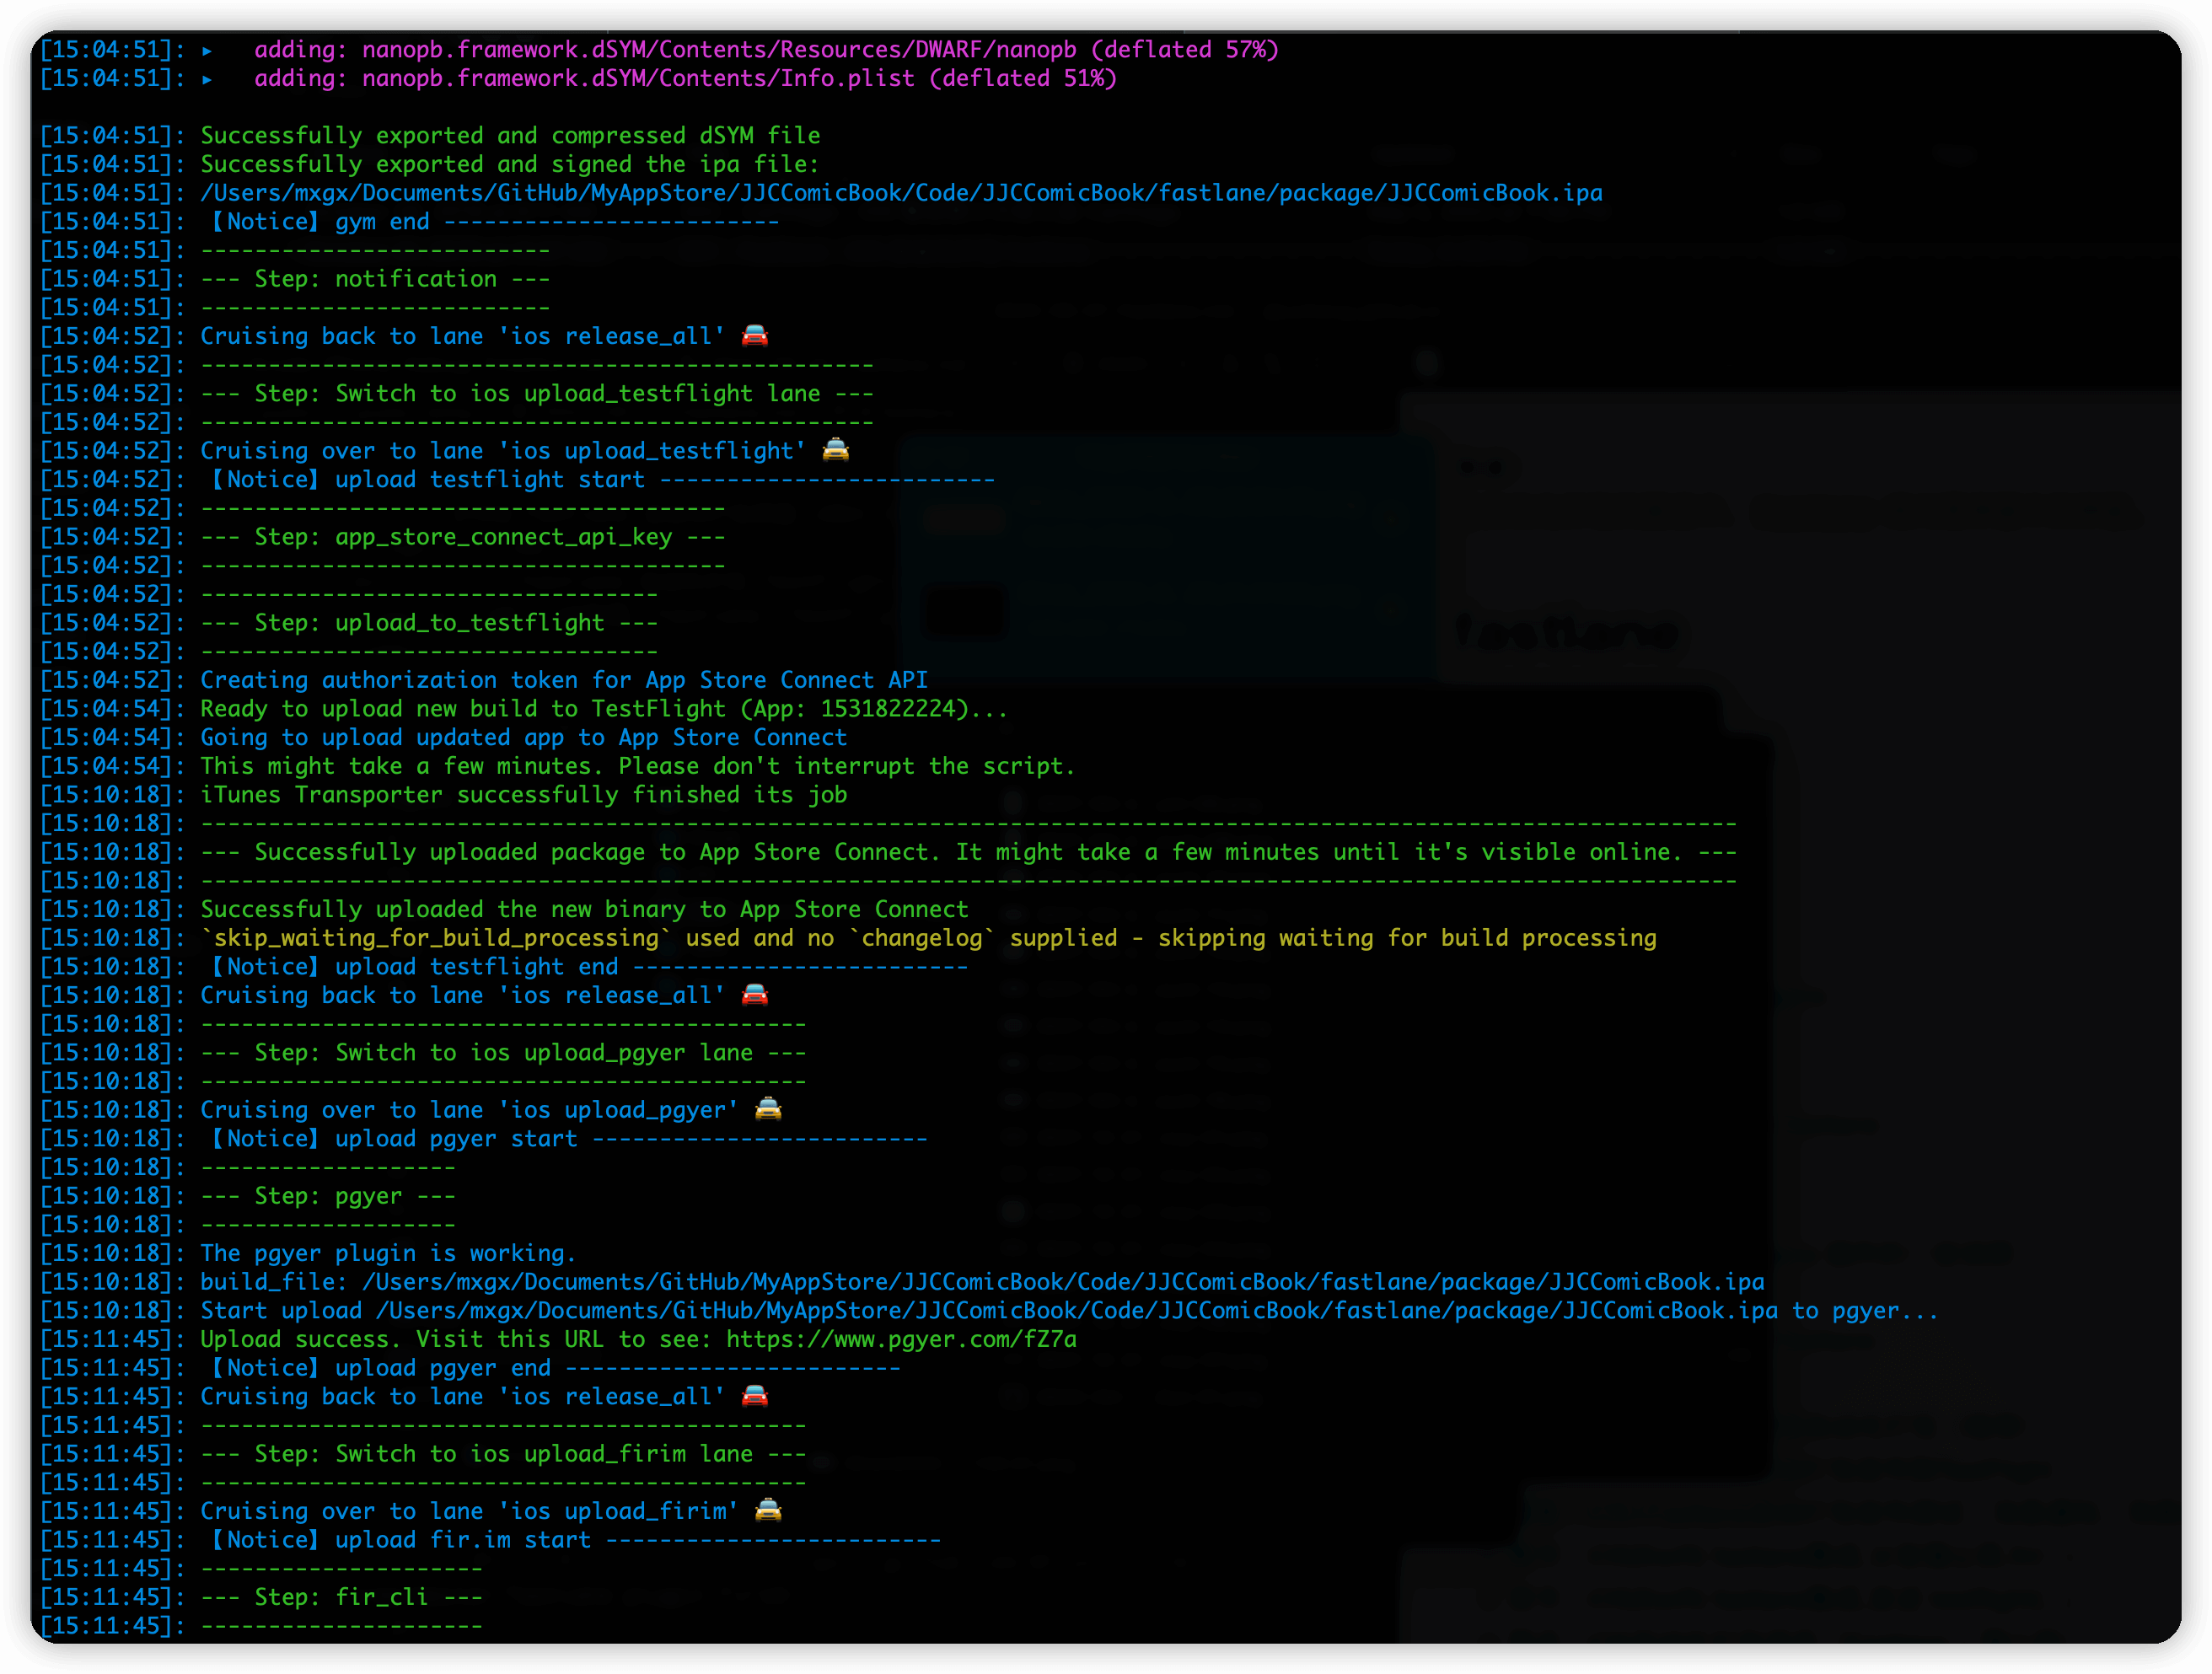 [15:04:51]: ▸   adding: nanopb.framework.dSYM/Contents/Resources/DWARF/nanopb (deflated 57%)
[15:04:51]: ▸   adding: nanopb.framework.dSYM/Contents/Info.plist (deflated 51%)
[15:04:51]: Successfully exported and compressed dSYM file
[15:04:51]: Successfully exported and signed the ipa file:
[15:04:51]: /Users/mxgx/Documents/GitHub/MyAppStore/JJCComicBook/Code/JJCComicBook/fastlane/package/JJCComicBook.ipa
[15:04:51]: 【Notice】gym end -------------------------
[15:04:51]: --------------------------
[15:04:51]: --- Step: notification ---
[15:04:51]: --------------------------
[15:04:52]: Cruising back to lane 'ios release_all' 🚘
[15:04:52]: --------------------------------------------------
[15:04:52]: --- Step: Switch to ios upload_testflight lane ---
[15:04:52]: --------------------------------------------------
[15:04:52]: Cruising over to lane 'ios upload_testflight' 🚖
[15:04:52]: 【Notice】upload testflight start -------------------------
[15:04:52]: ---------------------------------------
[15:04:52]: --- Step: app_store_connect_api_key ---
[15:04:52]: ---------------------------------------
[15:04:52]: ----------------------------------
[15:04:52]: --- Step: upload_to_testflight ---
[15:04:52]: ----------------------------------
[15:04:52]: Creating authorization token for App Store Connect API
[15:04:54]: Ready to upload new build to TestFlight (App: 1531822224)...
[15:04:54]: Going to upload updated app to App Store Connect
[15:04:54]: This might take a few minutes. Please don't interrupt the script.
[15:10:18]: iTunes Transporter successfully finished its job
[15:10:18]: ------------------------------------------------------------------------------------------------------------------
[15:10:18]: --- Successfully uploaded package to App Store Connect. It might take a few minutes until it's visible online. ---
[15:10:18]: ------------------------------------------------------------------------------------------------------------------
[15:10:18]: Successfully uploaded the new binary to App Store Connect
[15:10:18]: `skip_waiting_for_build_processing` used and no `changelog` supplied - skipping waiting for build processing
[15:10:18]: 【Notice】upload testflight end -------------------------
[15:10:18]: Cruising back to lane 'ios release_all' 🚘
[15:10:18]: ---------------------------------------------
[15:10:18]: --- Step: Switch to ios upload_pgyer lane ---
[15:10:18]: ---------------------------------------------
[15:10:18]: Cruising over to lane 'ios upload_pgyer' 🚖
[15:10:18]: 【Notice】upload pgyer start -------------------------
[15:10:18]: -------------------
[15:10:18]: --- Step: pgyer ---
[15:10:18]: -------------------
[15:10:18]: The pgyer plugin is working.
[15:10:18]: build_file: /Users/mxgx/Documents/GitHub/MyAppStore/JJCComicBook/Code/JJCComicBook/fastlane/package/JJCComicBook.ipa
[15:10:18]: Start upload /Users/mxgx/Documents/GitHub/MyAppStore/JJCComicBook/Code/JJCComicBook/fastlane/package/JJCComicBook.ipa to pgyer...
[15:11:45]: Upload success. Visit this URL to see: https://www.pgyer.com/fZ7a
[15:11:45]: 【Notice】upload pgyer end -------------------------
[15:11:45]: Cruising back to lane 'ios release_all' 🚘
[15:11:45]: ---------------------------------------------
[15:11:45]: --- Step: Switch to ios upload_firim lane ---
[15:11:45]: ---------------------------------------------
[15:11:45]: Cruising over to lane 'ios upload_firim' 🚖
[15:11:45]: 【Notice】upload fir.im start -------------------------
[15:11:45]: ---------------------
[15:11:45]: --- Step: fir_cli ---
[15:11:45]: ---------------------
fastlane